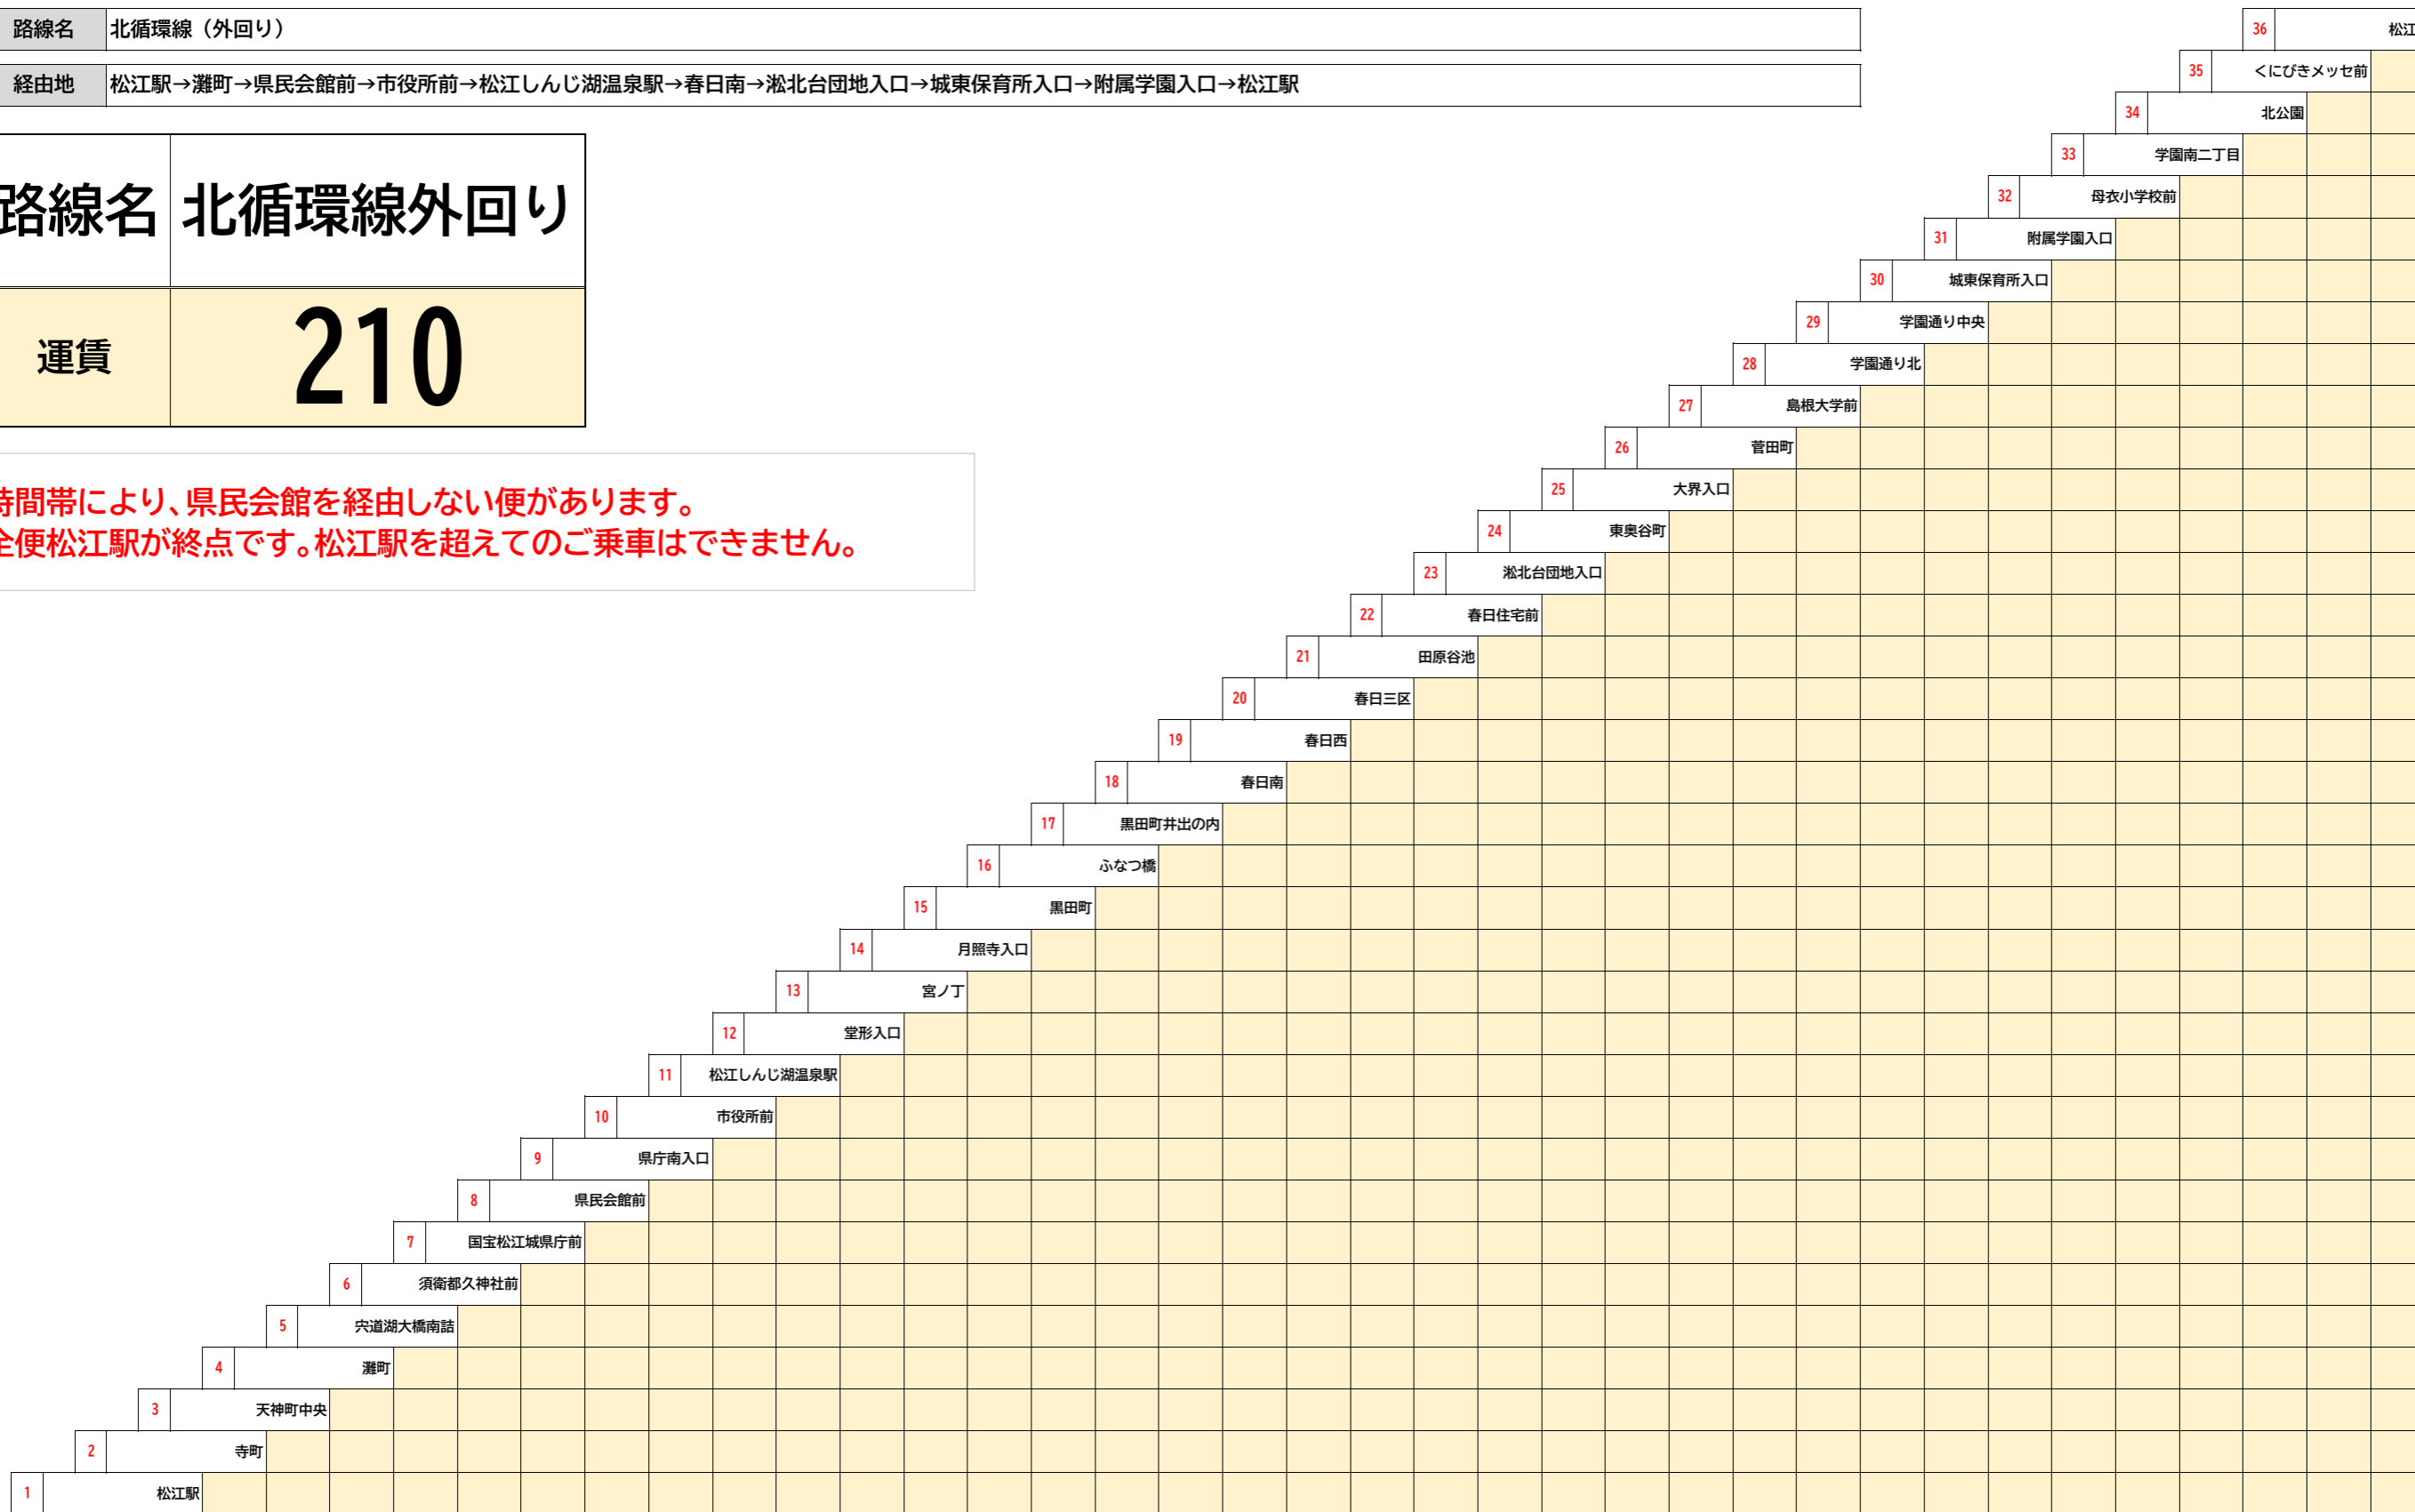 路線名 北循環線（外回り）
経由地 松江駅→灘町→県民会館前→市役所前→松江しんじ湖温泉駅→春日南→淞北台団地入口→城東保育所入口→附属学園入口→松江駅
路線名 北循環線外回り
運賃 210
時間帯により、県民会館を経由しない便があります。
全便松江駅が終点です。松江駅を超えてのご乗車はできません。
36 松江
35 くにびきメッセ前
34 北公園
33 学園南二丁目
32 母衣小学校前
31 附属学園入口
30 城東保育所入口
29 学園通り中央
28 学園通り北
27 島根大学前
26 菅田町
25 大界入口
24 東奥谷町
23 淞北台団地入口
22 春日住宅前
21 田原谷池
20 春日三区
19 春日西
18 春日南
17 黒田町井出の内
16 ふなつ橋
15 黒田町
14 月照寺入口
13 宮ノ丁
12 堂形入口
11 松江しんじ湖温泉駅
10 市役所前
9 県庁南入口
8 県民会館前
7 国宝松江城県庁前
6 須衛都久神社前
5 宍道湖大橋南詰
4 灘町
3 天神町中央
2 寺町
1 松江駅